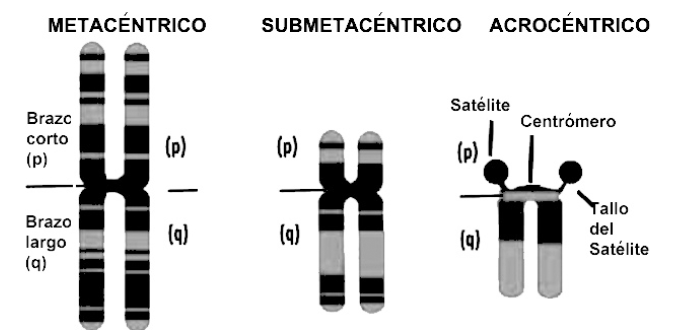 METACÉNTRICO
SUBMETACÉNTRICO
ACROCÉNTRICO
Brazo
corto
(p)
(p)
Brazo
largo
(q)
(q)
(p)
(q)
Satélite
Centrómero
(p)
(q)
Tallo
del
Satélite